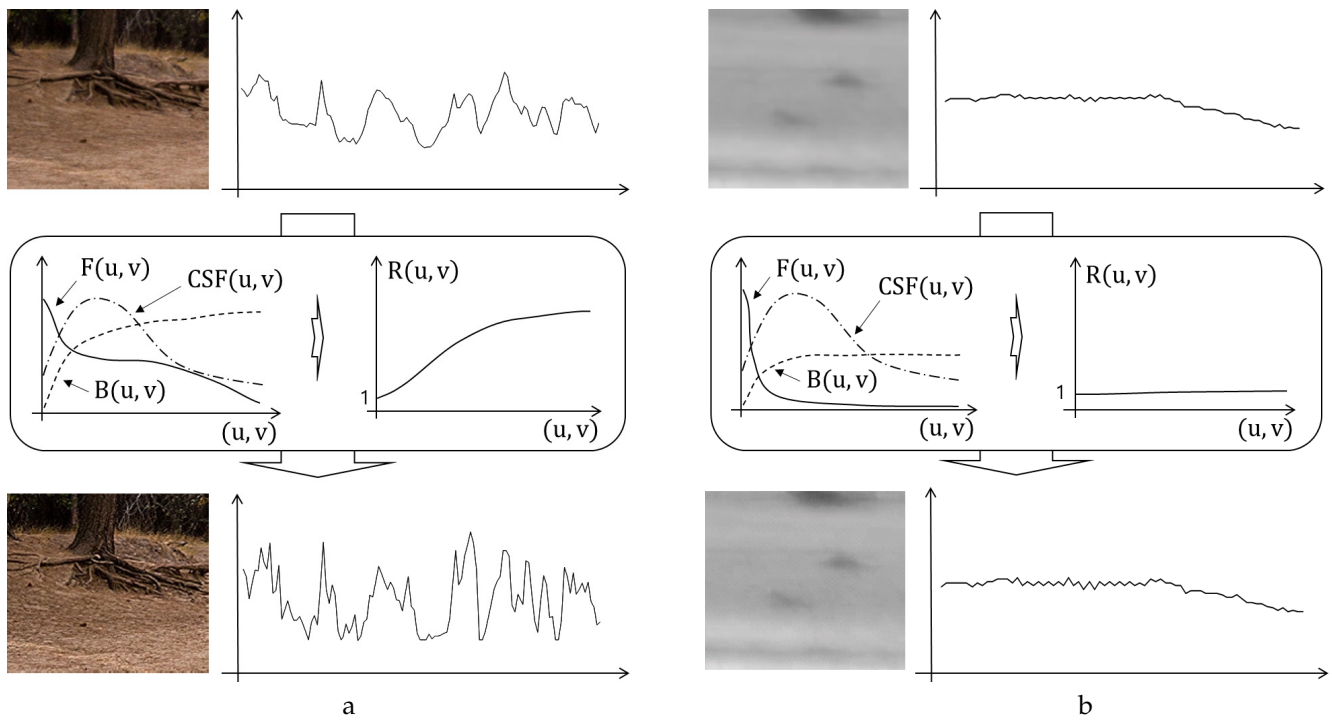 F(u, v)
CSF(u, v)
B(u, v)
(u, v)
R(u, v)
1
(u, v)
a
F(u, v)
CSF(u, v)
B(u, v)
(u, v)
R(u, v)
1
(u, v)
b